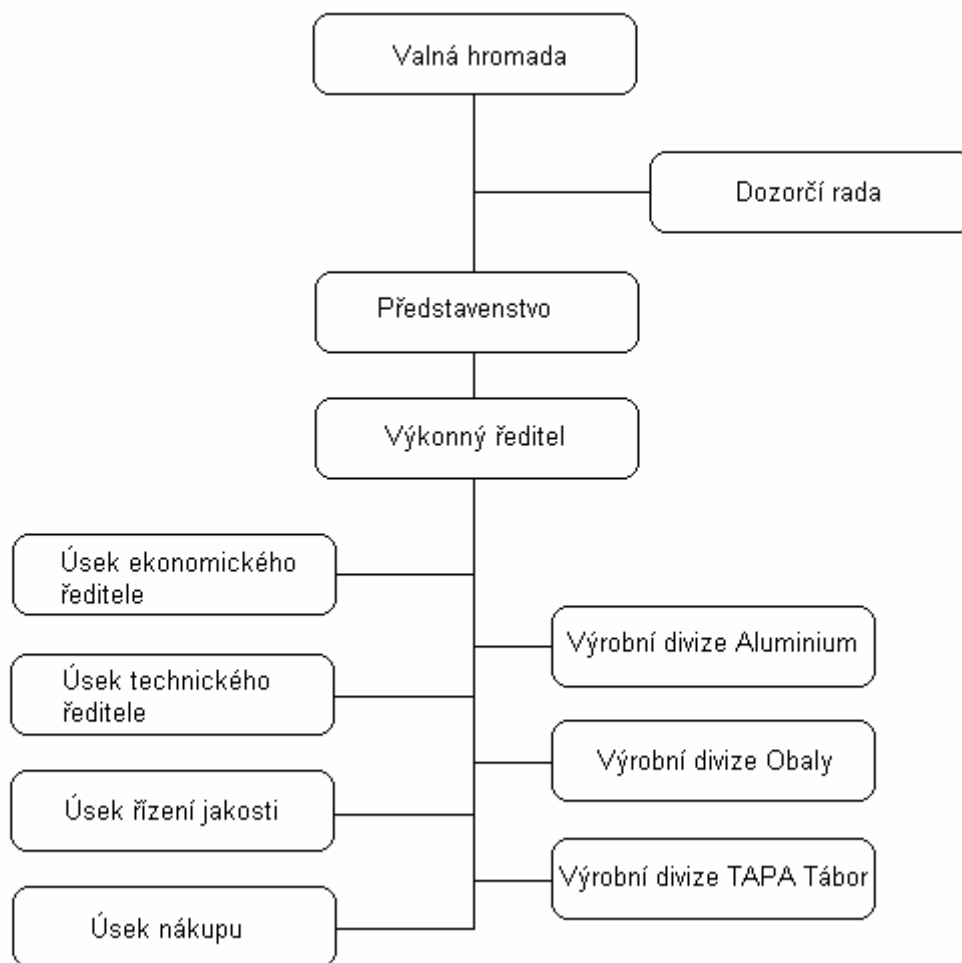 Valná hromada
Dozorčí rada
Představenstvo
Výkonný ředitel
Úsek ekonomického
ředitele
Výrobní divize Aluminium
Úsek technického
ředitele
Výrobní divize Obaly
Úsek řízení jakosti
Výrobní divize TAPA Tábor
Úsek nákupu